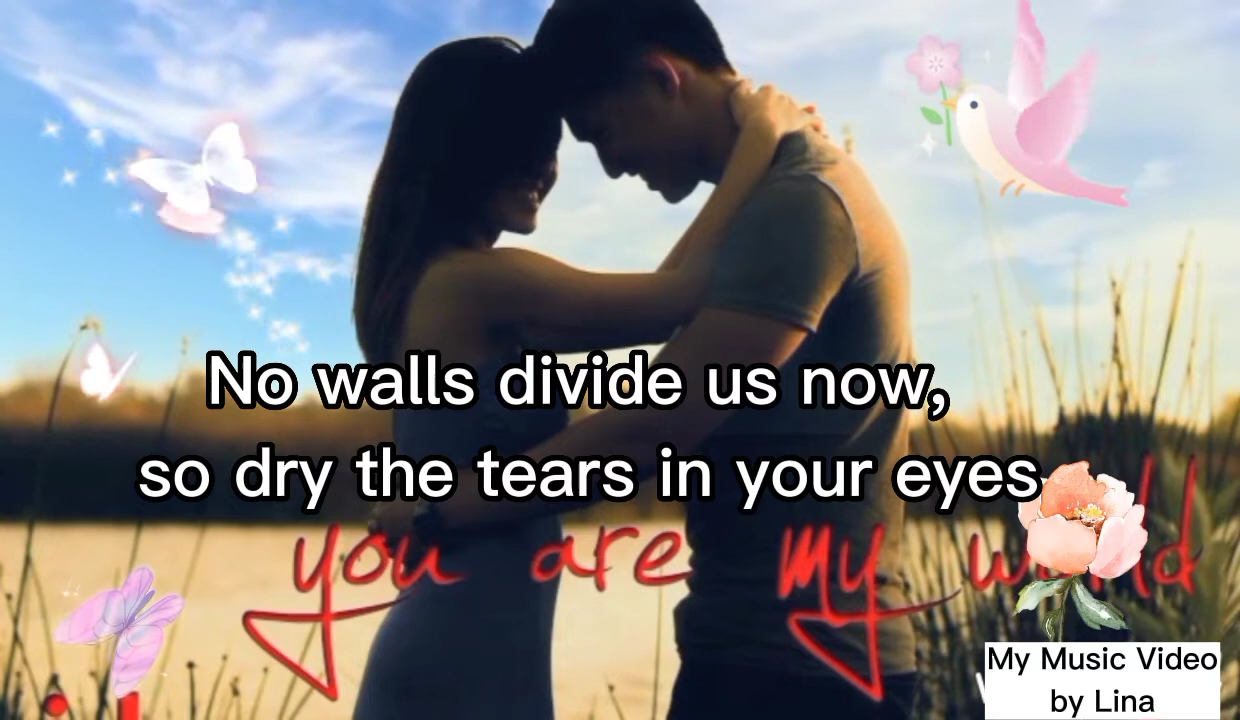 No walls divide us now,
so dry the tears in your eyes
you are my world
My Music Video
by Lina